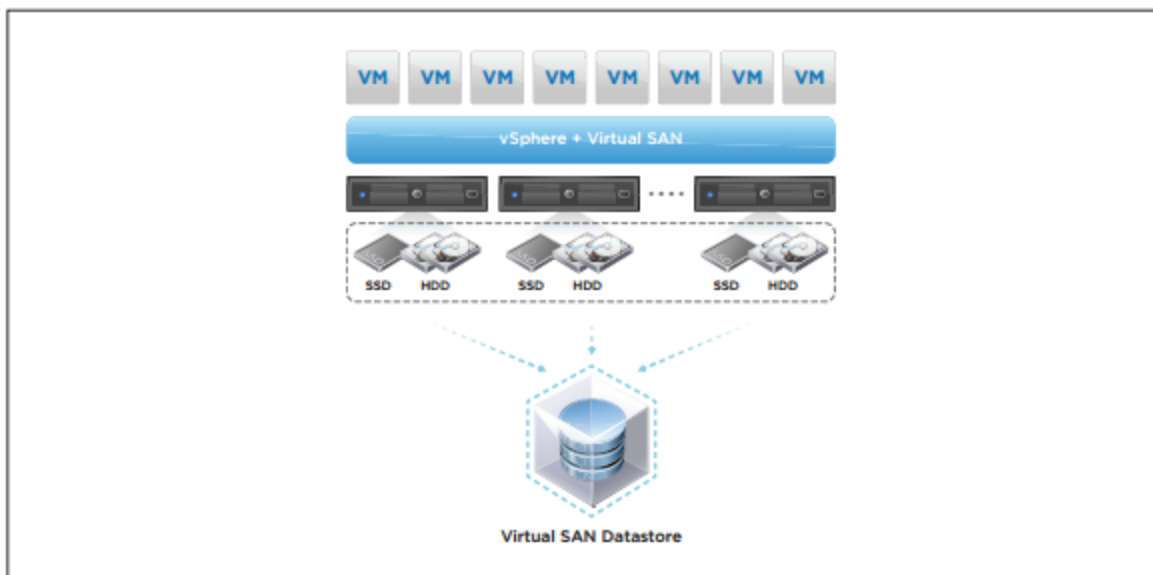 VM VM VM VM VM VM VM VM
vSphere + Virtual SAN
SSD HDD SSD HDD SSD HDD
Virtual SAN Datastore